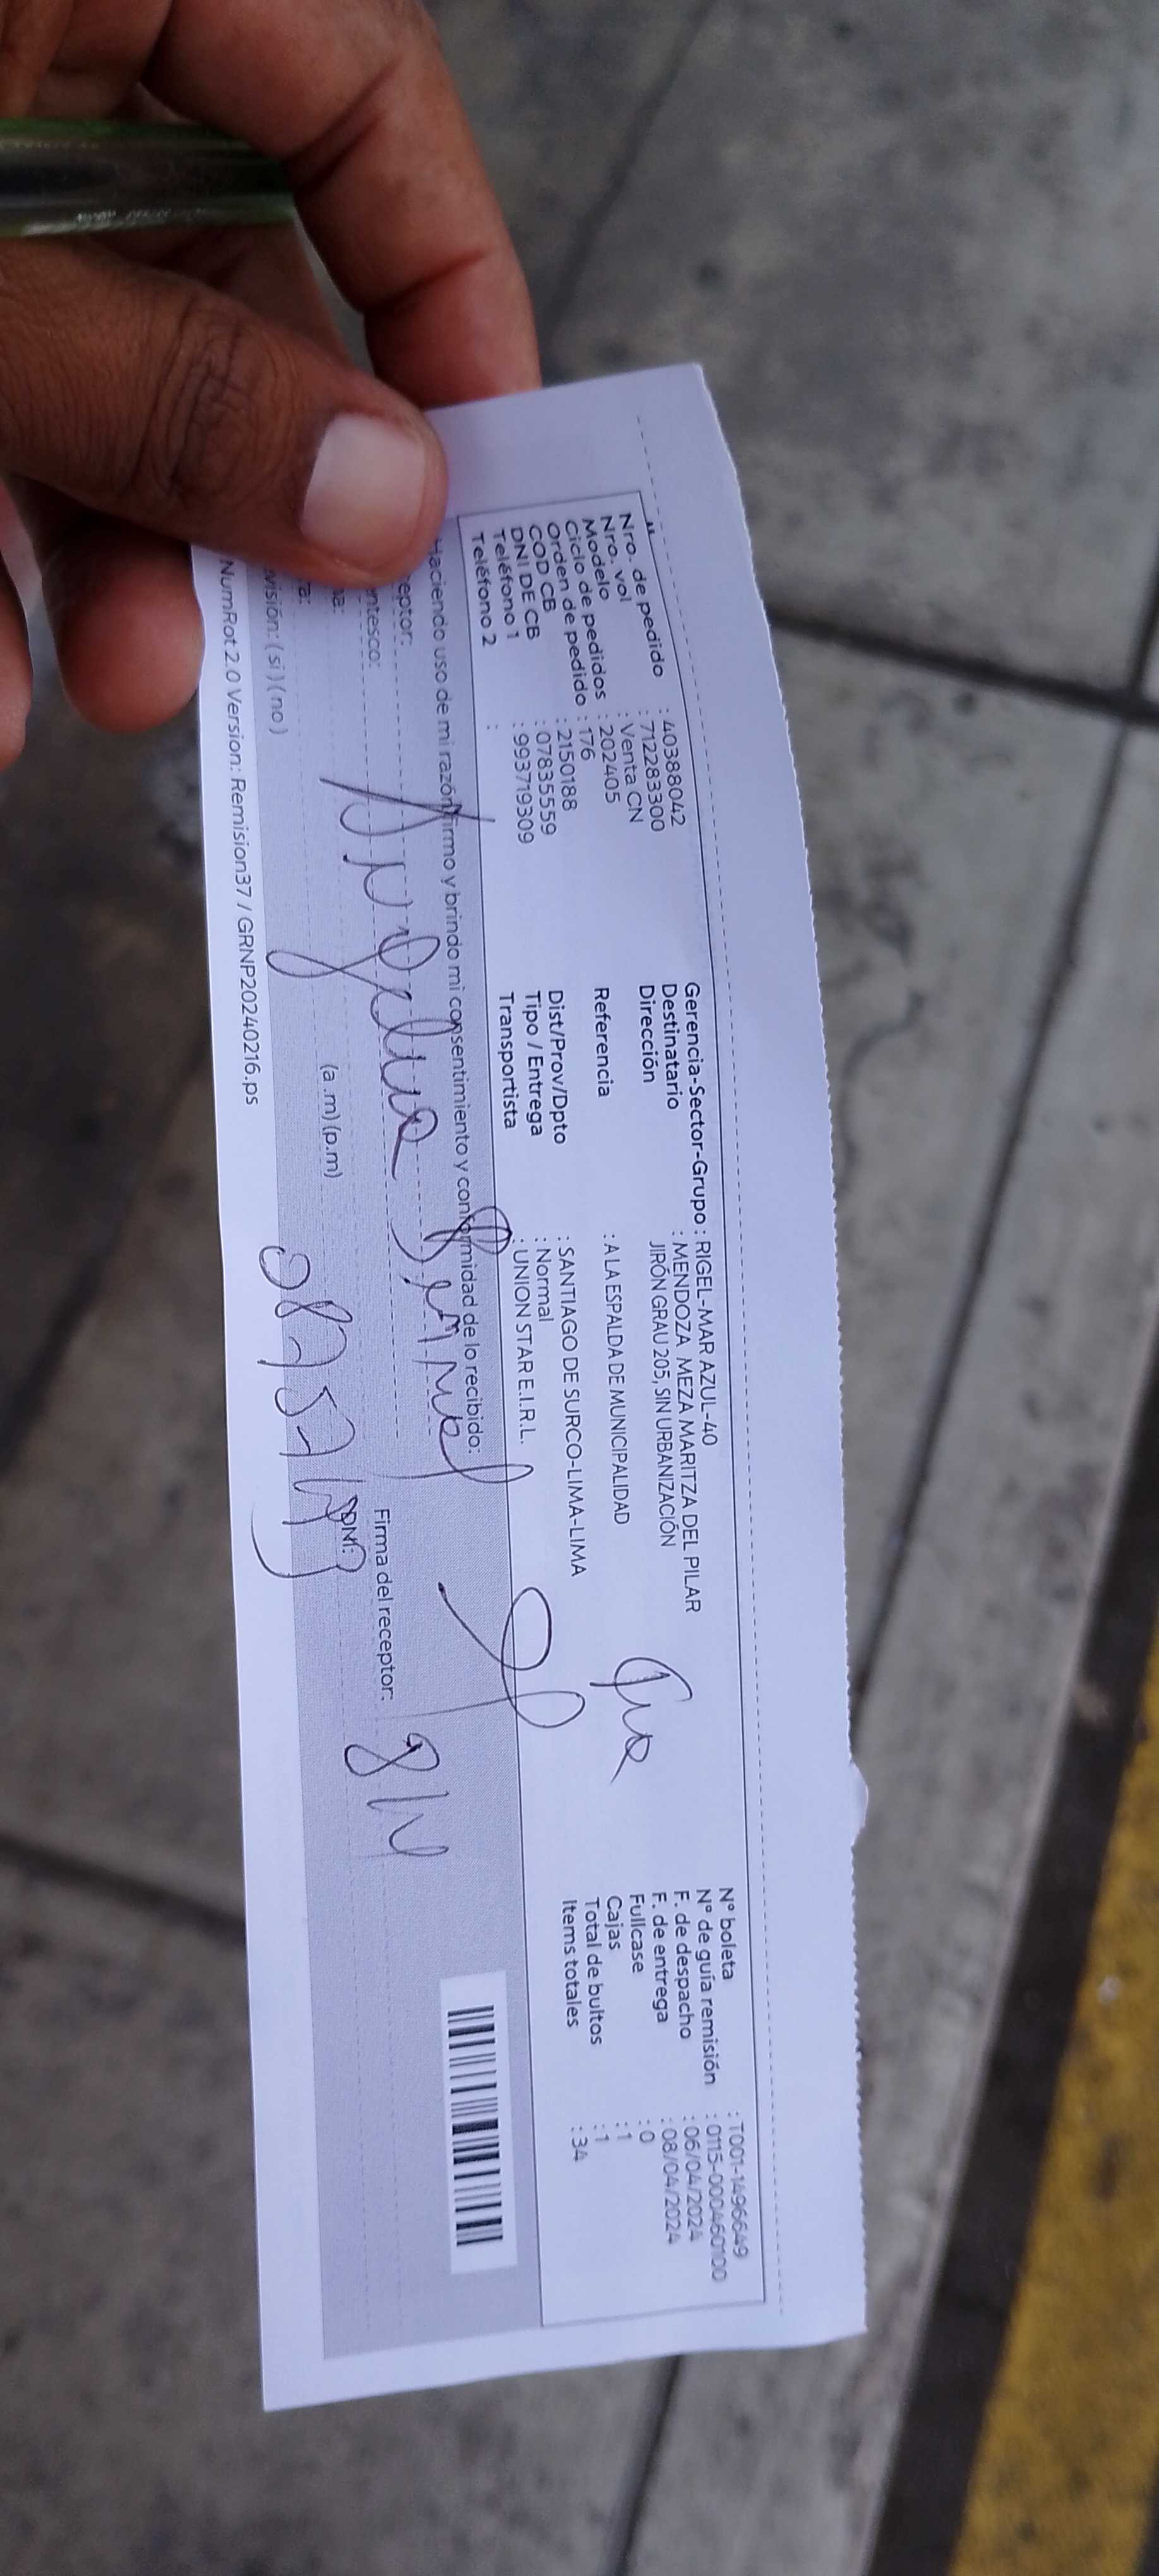 Nro. de pedido : 40388042
Nro. vol : 712283300
Modelo : Venta CN
Ciclo de pedidos : 202405
Orden de pedido : 176
COD CB : 2150188
DNI DE CB : 07835559
Teléfono 1 : 993719309
Teléfono 2 :
Gerencia-Sector-Grupo : RIGEL-MAR AZUL-40
Destinatario : MENDOZA MEZA MARITZA DEL PILAR
Dirección JIRÓN GRAU 205, SIN URBANIZACIÓN
Referencia : A LA ESPALDA DE MUNICIPALIDAD
Dist/Prov/Dpto : SANTIAGO DE SURCO-LIMA-LIMA
Tipo / Entrega : Normal
Transportista : UNION STAR E.I.R.L.
N° boleta : T001-1496649
N° de guía remisión : 0115-000460100
F. de despacho : 06/04/2024
F. de entrega : 08/04/2024
Fullcase : 0
Cajas : 1
Total de bultos : 1
Items totales : 34
Haciendo uso de mi razón firmo y brindo mi consentimiento y conformidad de lo recibido:
eptor:
ntesco:
(a .m) (p.m)
Firma del receptor:
DNI:
visión: ( si ) ( no )
NumRot 2.0 Version: Remision37 / GRNP20240216.ps